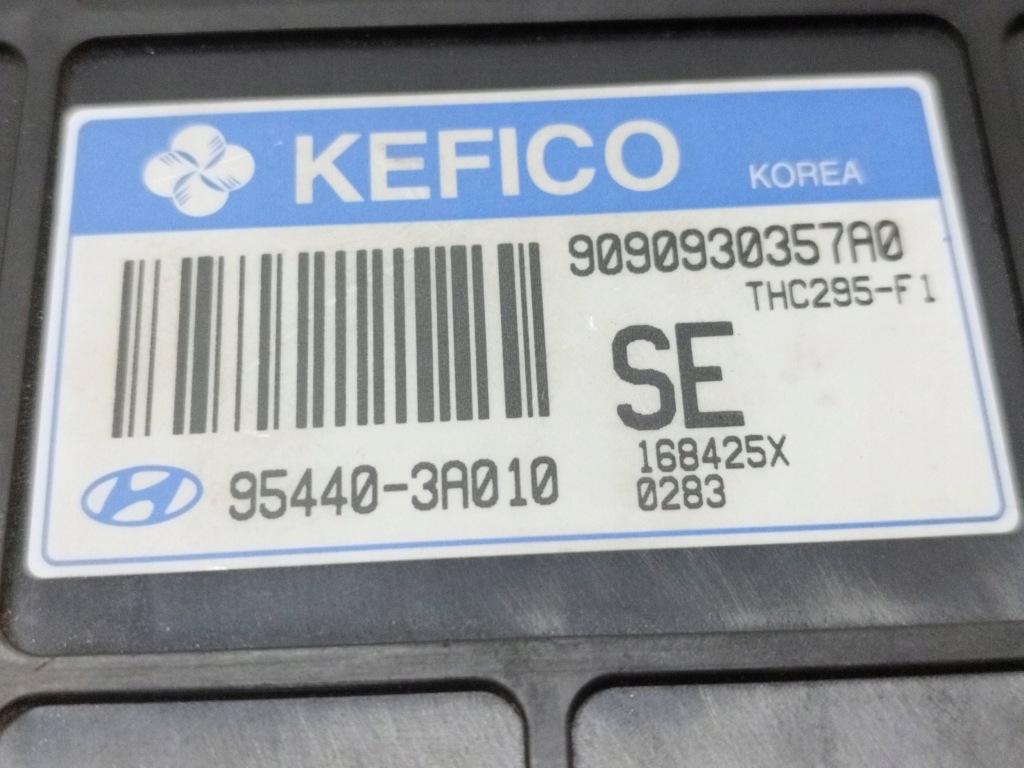 KEFICO
KOREA
9090930357A0
THC295-F1
SE
168425X
0283
95440-3A010